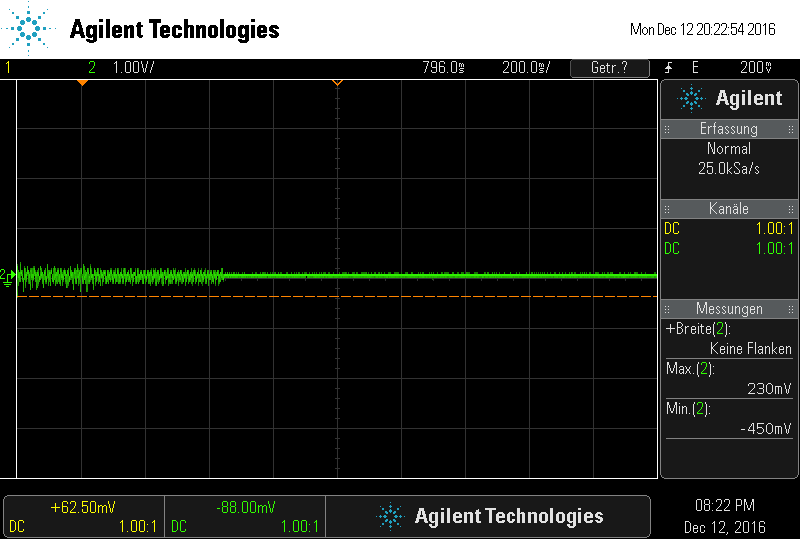 Agilent Technologies
Mon Dec 12 20:22:54 2016
1 2 1.00V/ 796.0ms 200.0ms/ Getr.? E 200mV
Agilent
Erfassung
Normal
25.0kSa/s
Kanäle
DC 1.00:1
DC 1.00:1
Messungen
+Breite(2):
Keine Flanken
Max.(2):
230mV
Min.(2):
-450mV
2
+62.50mV
DC 1.00:1
-88.00mV
DC 1.00:1
Agilent Technologies
08:22 PM
Dec 12, 2016